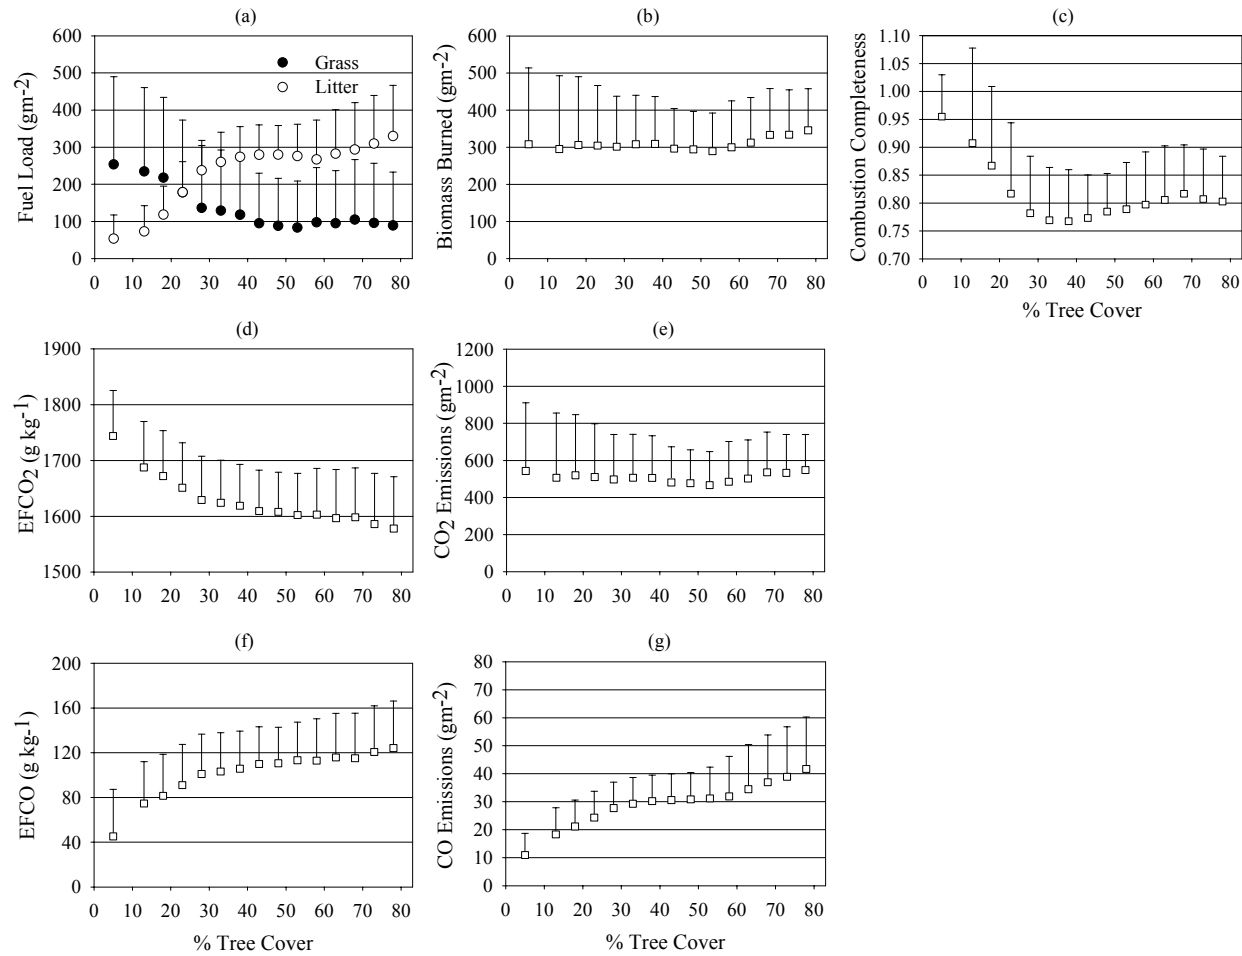 (a)
Fuel Load (gm-2)
600
500
400
300
200
100
0
Grass
Litter
0 10 20 30 40 50 60 70 80
(b)
Biomass Burned (gm-2)
600
500
400
300
200
100
0
0 10 20 30 40 50 60 70 80
(c)
Combustion Completeness
1.10
1.05
1.00
0.95
0.90
0.85
0.80
0.75
0.70
0 10 20 30 40 50 60 70 80
% Tree Cover
(d)
EFCO2 (g kg-1)
1900
1800
1700
1600
1500
0 10 20 30 40 50 60 70 80
(e)
CO2 Emissions (gm-2)
1200
1000
800
600
400
200
0
0 10 20 30 40 50 60 70 80
(f)
EFCO (g kg-1)
200
160
120
80
40
0
0 10 20 30 40 50 60 70 80
% Tree Cover
(g)
CO Emissions (gm-2)
80
70
60
50
40
30
20
10
0
0 10 20 30 40 50 60 70 80
% Tree Cover